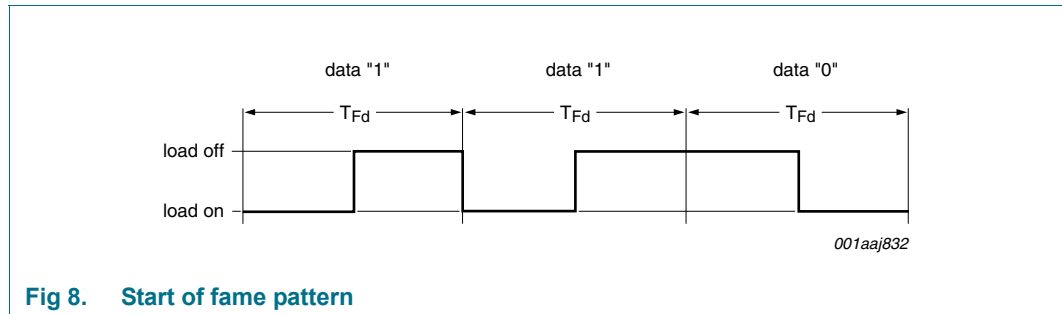 data "1" data "1" data "0"
TFd TFd TFd
load off
load on
001aaj832
Fig 8. Start of fame pattern